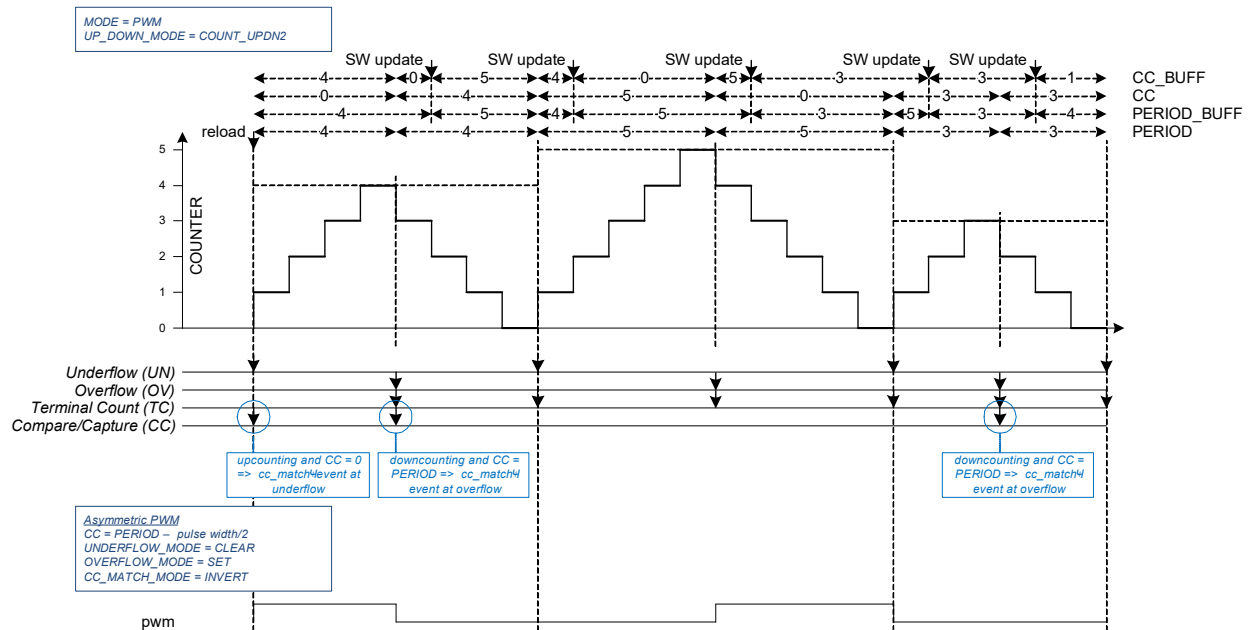 MODE = PWM
UP_DOWN_MODE = COUNT_UPDN2
SW update SW update SW update SW update SW update
4 0 5 4 0 5 3 3 1 CC_BUFF
0 4 5 0 3 3 CC
4 5 4 5 3 5 3 4 PERIOD_BUFF
reload 4 4 5 5 3 3 PERIOD
5
4
3
2
1
0
COUNTER
Underflow (UN)
Overflow (OV)
Terminal Count (TC)
Compare/Capture (CC)
upcounting and CC = 0
=> cc_match event at
underflow
downcounting and CC =
PERIOD => cc_match
event at overflow
downcounting and CC =
PERIOD => cc_match
event at overflow
Asymmetric PWM
CC = PERIOD – pulse width/2
UNDERFLOW_MODE = CLEAR
OVERFLOW_MODE = SET
CC_MATCH_MODE = INVERT
pwm